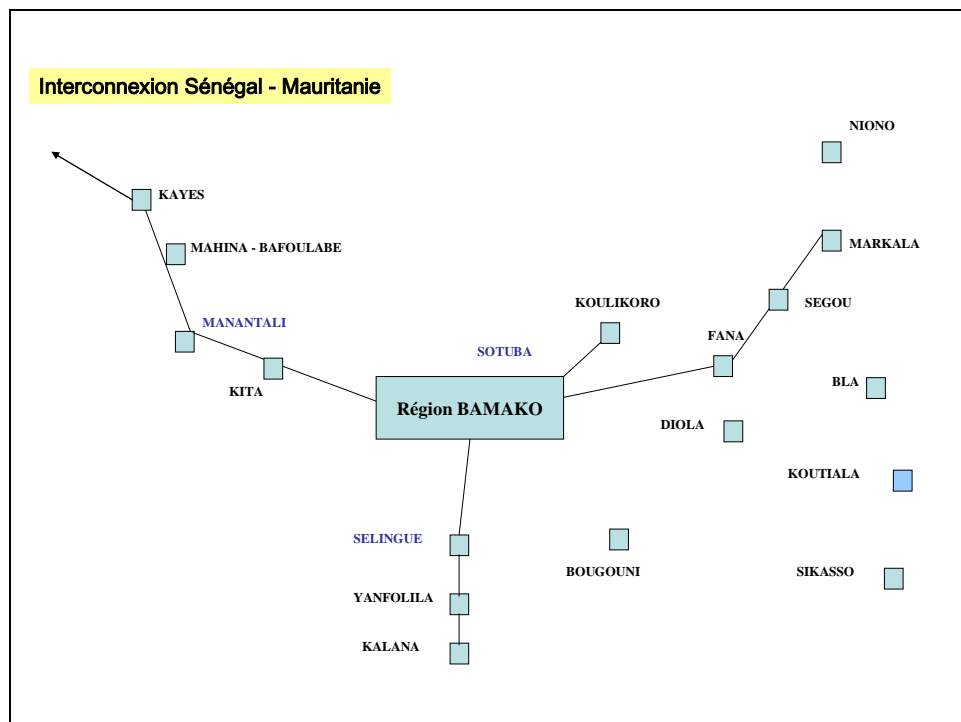 Interconnexion Sénégal - Mauritanie
NIONO
KAYES
MAHINA - BAFOULABE
MARKALA
KOULIKORO
SEGOU
MANANTALI
FANA
SOTUBA
KITA
BLA
Région BAMAKO
DIOLA
KOUTIALA
SELINGUE
BOUGOUNI
SIKASSO
YANFOLILA
KALANA